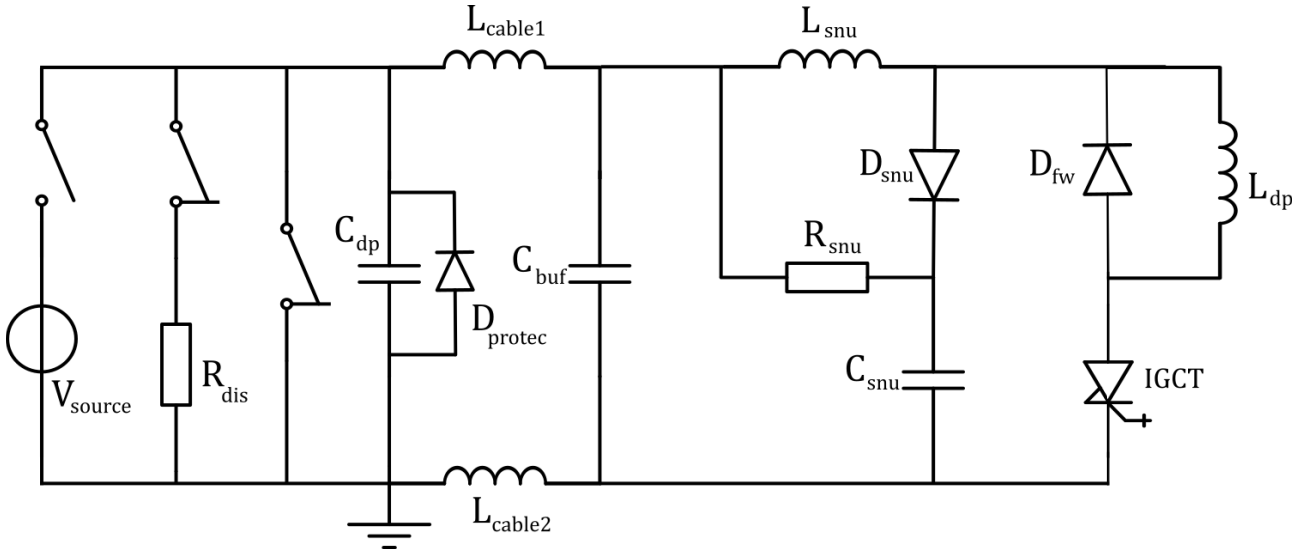 L_cable1
L_snu
D_snu
D_fw
L_dp
C_dp
R_snu
C_buf
D_protec
V_source
R_dis
C_snu
IGCT
L_cable2